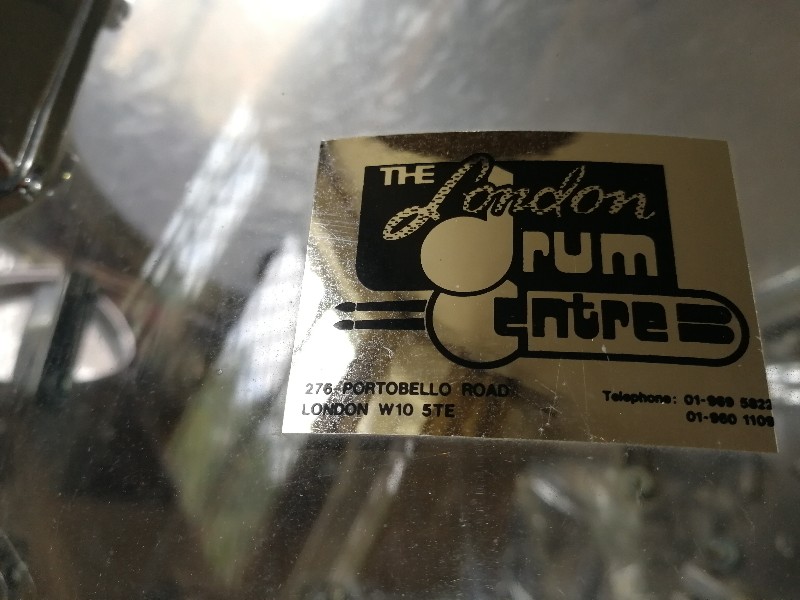 THE London
Drum
Centre
276 PORTOBELLO ROAD
LONDON W10 5TE
Telephone: 01-969 5822
01-960 1109